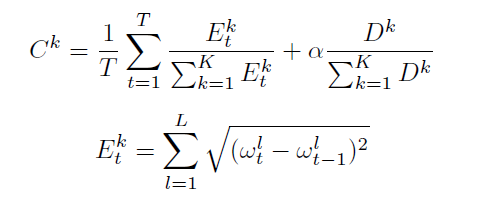 $C^k = \frac{1}{T} \sum_{t=1}^{T} \frac{E_t^k}{\sum_{k=1}^{K} E_t^k} + \alpha \frac{D^k}{\sum_{k=1}^{K} D^k}$
$E_t^k = \sum_{l=1}^{L} \sqrt{(\omega_t^l - \omega_{t-1}^l)^2}$